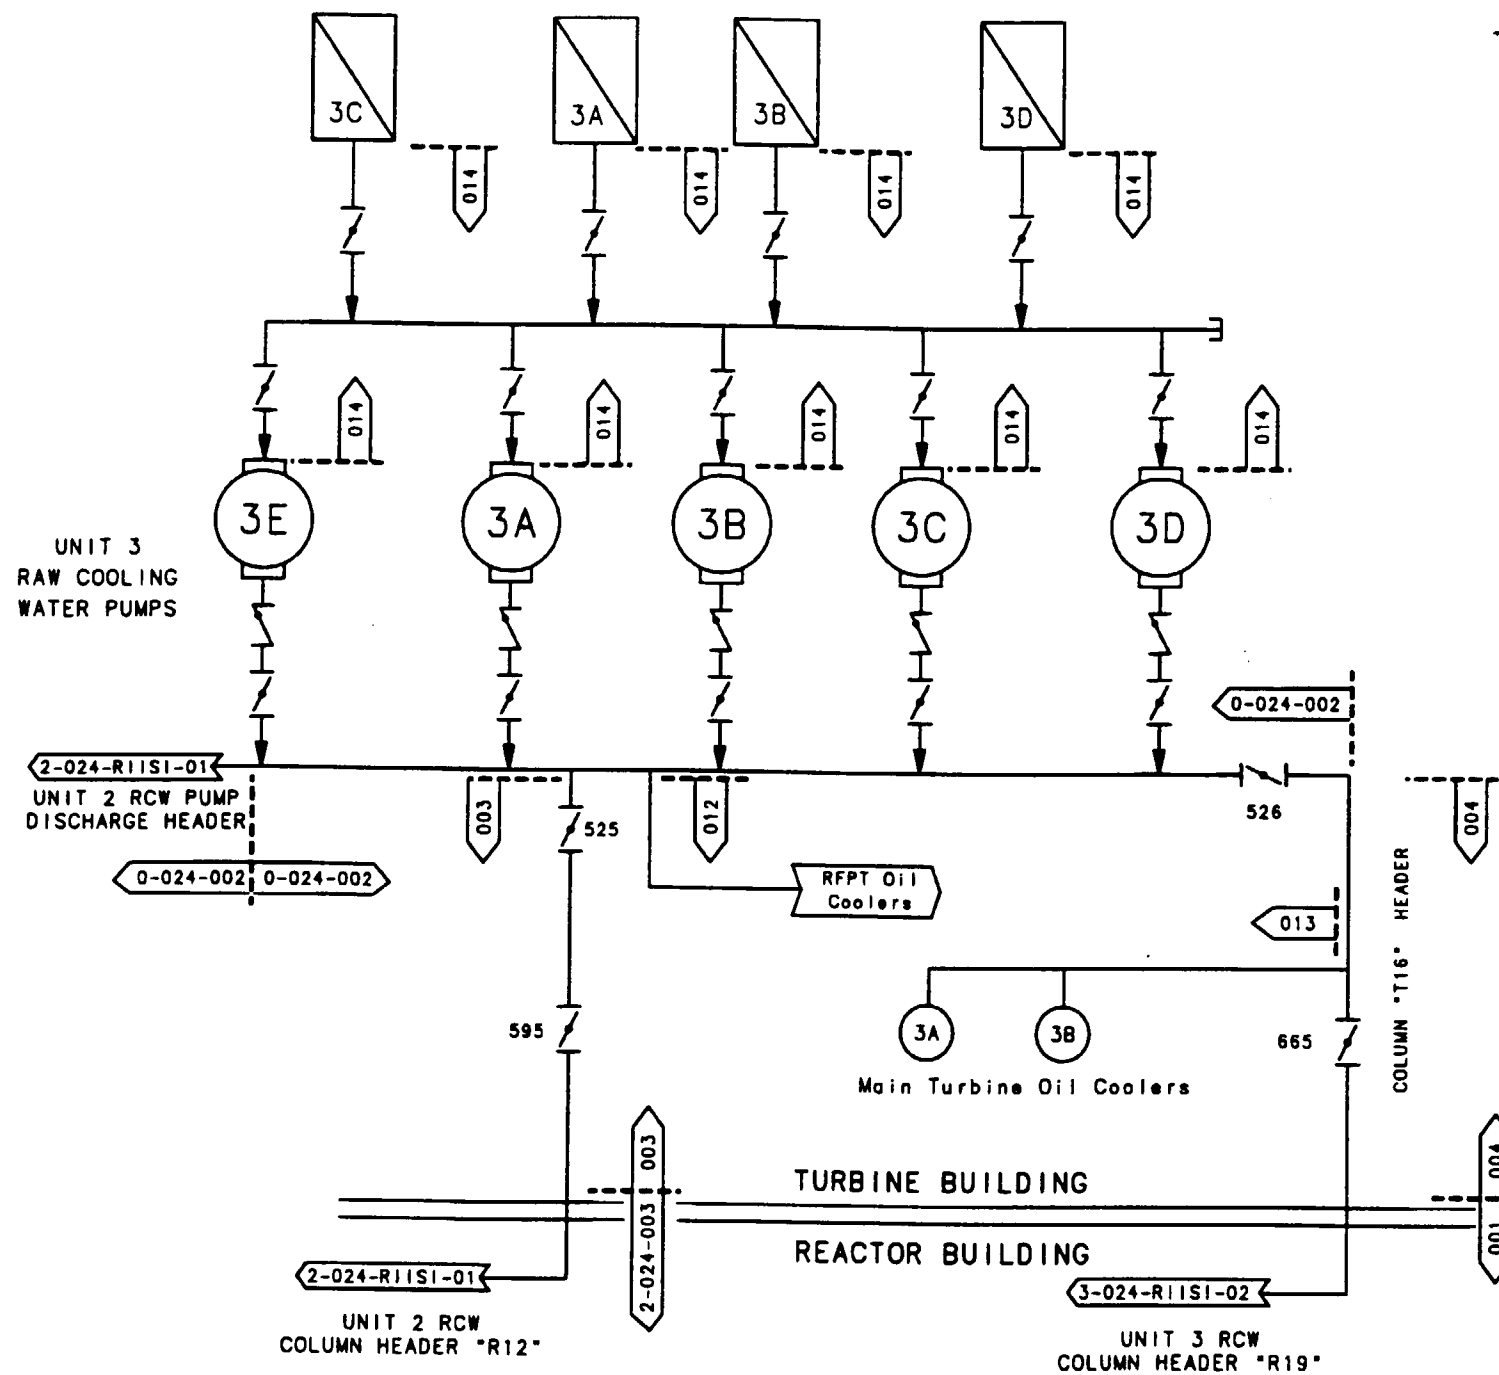 3C
3A
3B
3D
014
014
014
014
014
014
014
014
014
3E
3A
3B
3C
3D
UNIT 3
RAW COOLING
WATER PUMPS
0-024-002
2-024-RIISI-01
UNIT 2 RCW PUMP
DISCHARGE HEADER
003
525
012
526
004
0-024-002
0-024-002
RFPT Oil
Coolers
013
COLUMN "T16" HEADER
595
3A
3B
665
Main Turbine Oil Coolers
003
2-024-003
TURBINE BUILDING
REACTOR BUILDING
004
001
2-024-RIISI-01
UNIT 2 RCW
COLUMN HEADER "R12"
3-024-RIISI-02
UNIT 3 RCW
COLUMN HEADER "R19"